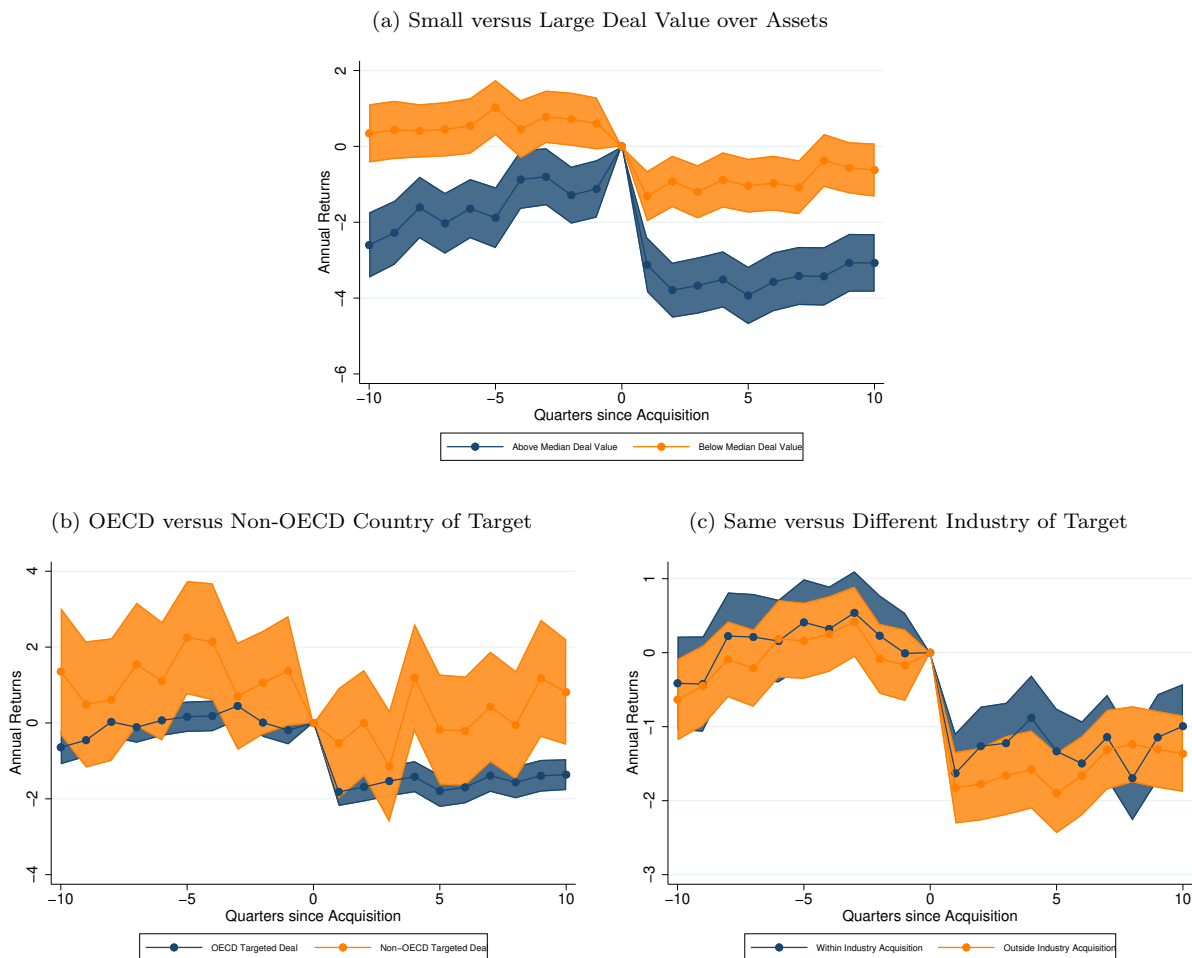 (a) Small versus Large Deal Value over Assets
Annual Returns
2
0
−2
−4
−6
−10
−5
0
5
10
Quarters since Acquisition
Above Median Deal Value
Below Median Deal Value
(b) OECD versus Non-OECD Country of Target
Annual Returns
4
2
0
−2
−4
−10
−5
0
5
10
Quarters since Acquisition
OECD Targeted Deal
Non−OECD Targeted Deal
(c) Same versus Different Industry of Target
Annual Returns
1
0
−1
−2
−3
−10
−5
0
5
10
Quarters since Acquisition
Within Industry Acquisition
Outside Industry Acquisition